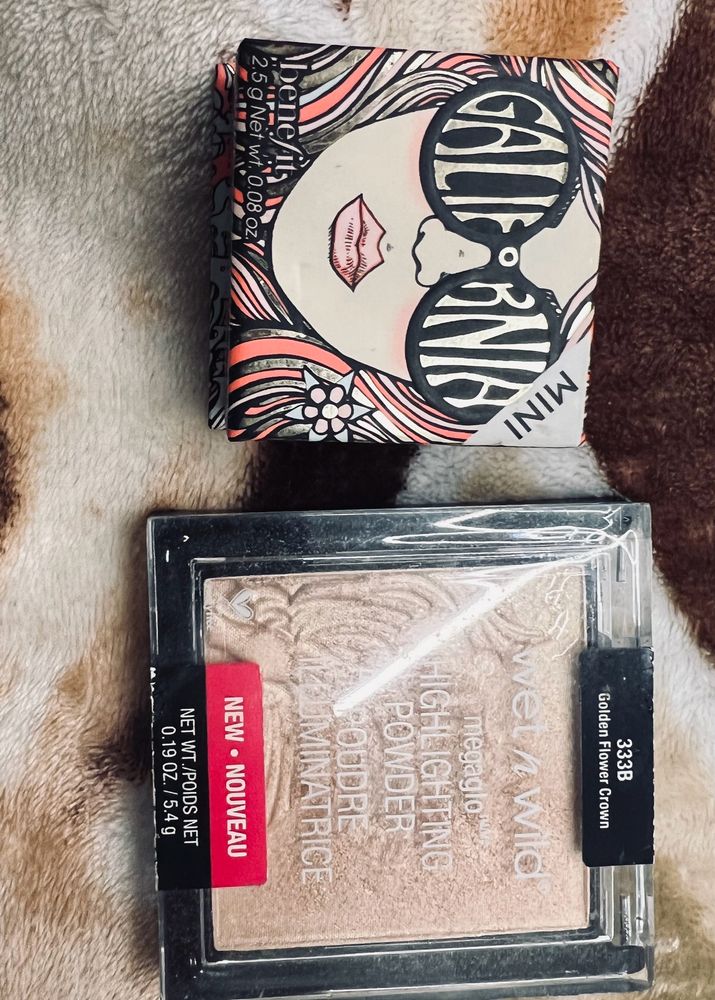 benefit
2.5 g Net wt. 0.08 oz.
GALIFORNIA
MINI
333B
Golden Flower Crown
wet n wild®
megaglo™
HIGHLIGHTING
POWDER
POUDRE
ILLUMINATRICE
NEW • NOUVEAU
NET WT./POIDS NET
0.19 OZ. / 5.4 g